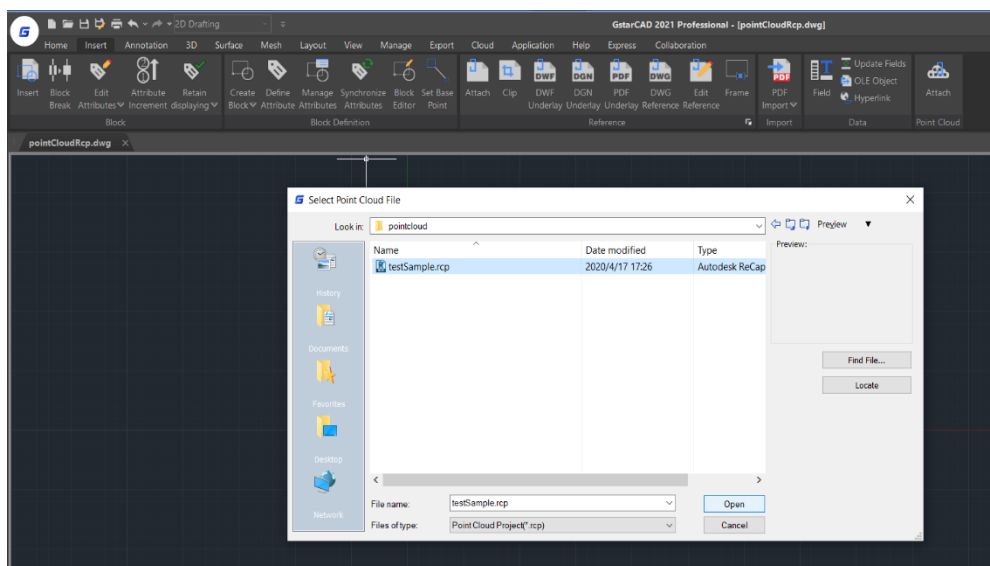 2D Drafting
GstarCAD 2021 Professional - [pointCloudRcp.dwg]
Home Insert Annotation 3D Surface Mesh Layout View Manage Export Cloud Application Help Express Collaboration
Insert Block Break Edit Attributes Attribute Increment Retain displaying Create Block Define Attribute Manage Attributes Synchronize Attributes Block Editor Set Base Point Attach Clip DWF Underlay DGN Underlay PDF Underlay DWG Reference Edit Reference Frame PDF Import Field Update Fields OLE Object Hyperlink Attach
Block Block Definition Reference Import Data Point Cloud
pointCloudRcp.dwg
Select Point Cloud File
Look in: pointcloud Preview
Name Date modified Type Preview:
testSample.rcp 2020/4/17 17:26 Autodesk ReCap
History
Documents
Favorites
Desktop
Network
Find File...
Locate
File name: testSample.rcp Open
Files of type: Point Cloud Project(*.rcp) Cancel